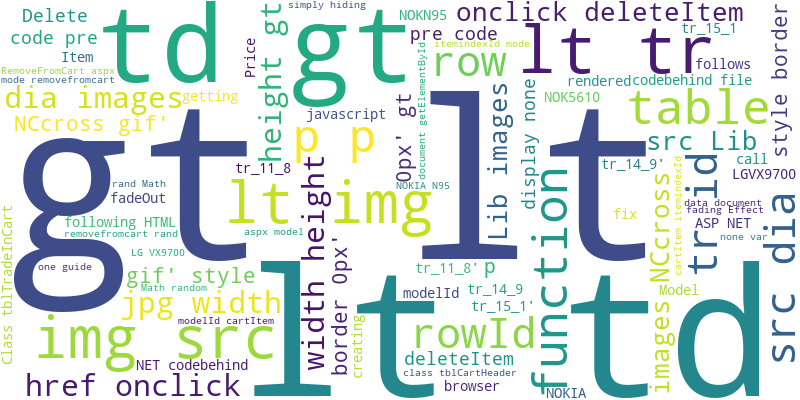 Delete
td
simply hiding
NOKN95
onclick deleteItem
code pre
gt
pre code
lt tr
tr_15_1
Item
Price
height gt
itemindexid mode
row
follows
RemoveFromCart aspx
mode removefromcart
document getElementById
rendered
codebehind file
style border
dia images
getting
Opx' gt
Lib images
display none
NOK5610
table
NCcross gif'
javascript
gt
p p
lt
lt
src Lib
tr_11_8
tr_14_9'
call
rand Math
NOKIA N95
LGVX9700
fadeOut
lt img
cartItem itemindexId
NCcross
tr id
data document
fading Effect
following HTML
fix
ASP NET
removefromcart rand
aspx model
none var
Class tblTradeInCart
LG VX9700
width height
border Opx'
function
src dia
one guide
gif' style
tr_11_8'
p
lt
td
Math random
modelId
tr_14_9
images
Model
jpg width
tr_15_1'
modelId cartItem
creating
rowId
img src
NET codebehind
deleteItem
class tblCartHeader
href onclick
browser
NOKIA